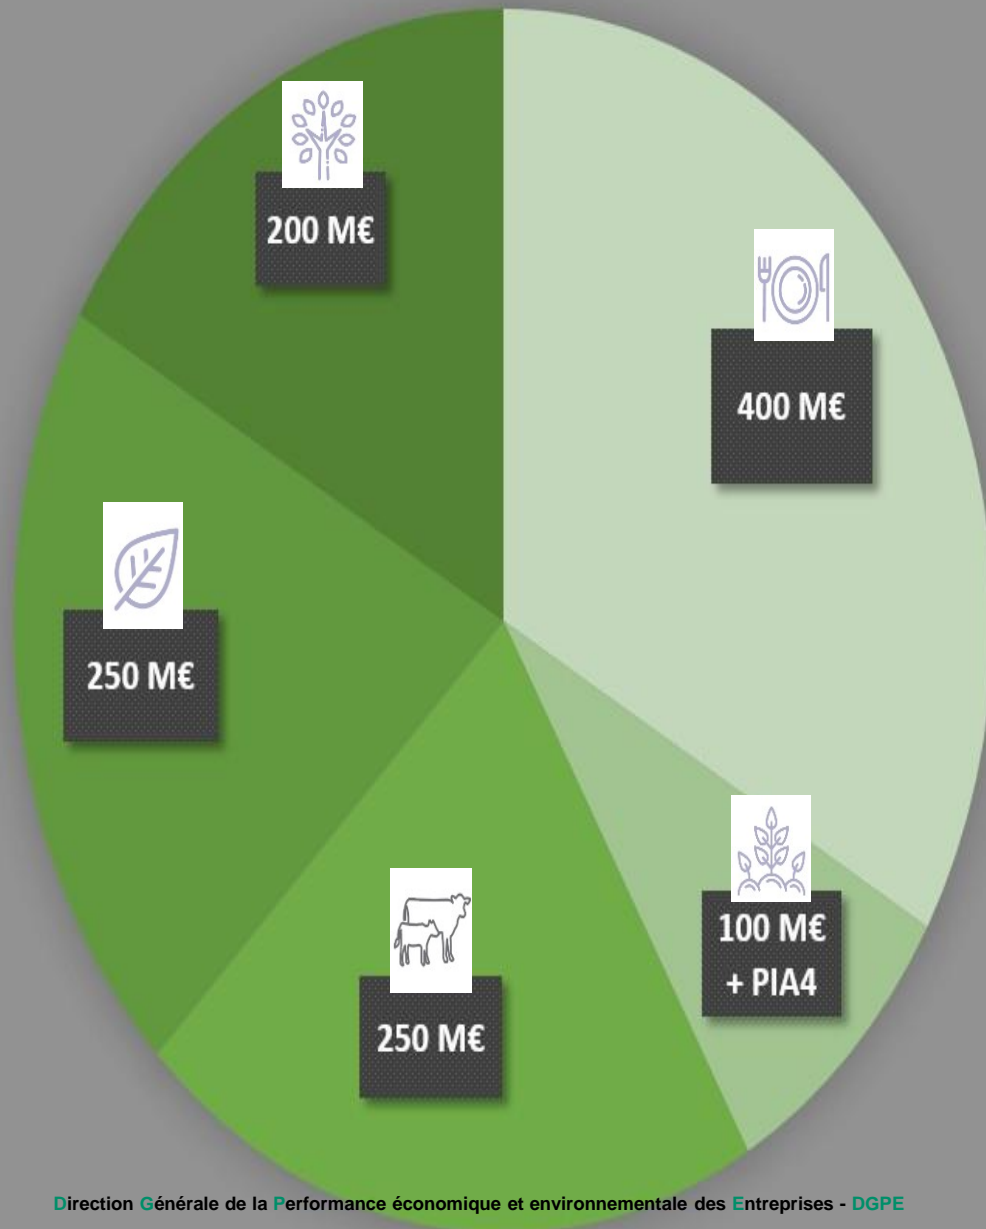 200 M€
400 M€
250 M€
100 M€
+ PIA4
250 M€
Direction Générale de la Performance économique et environnementale des Entreprises - DGPE